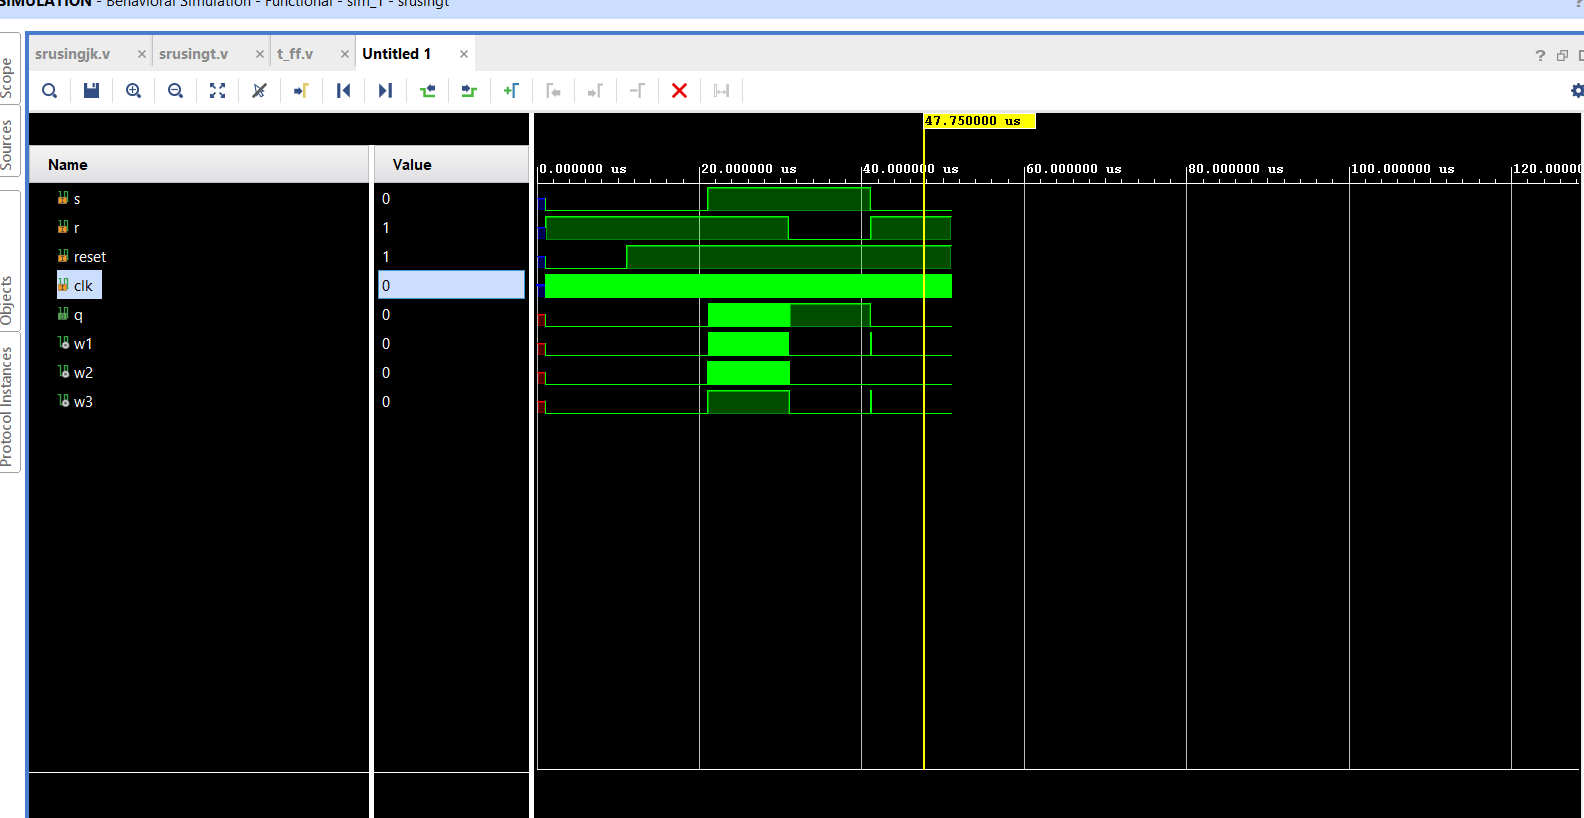 SIMULATION - Behavioral Simulation - Functional - sim_1 - srusingt
srusingjk.v × srusingt.v × t_ff.v × Untitled 1 × ?
Scope
Sources
Objects
Protocol Instances
47.750000 us
Name Value
0.000000 us 20.000000 us 40.000000 us 60.000000 us 80.000000 us 100.000000 us 120.00000
s 0
r 1
reset 1
clk 0
q 0
w1 0
w2 0
w3 0